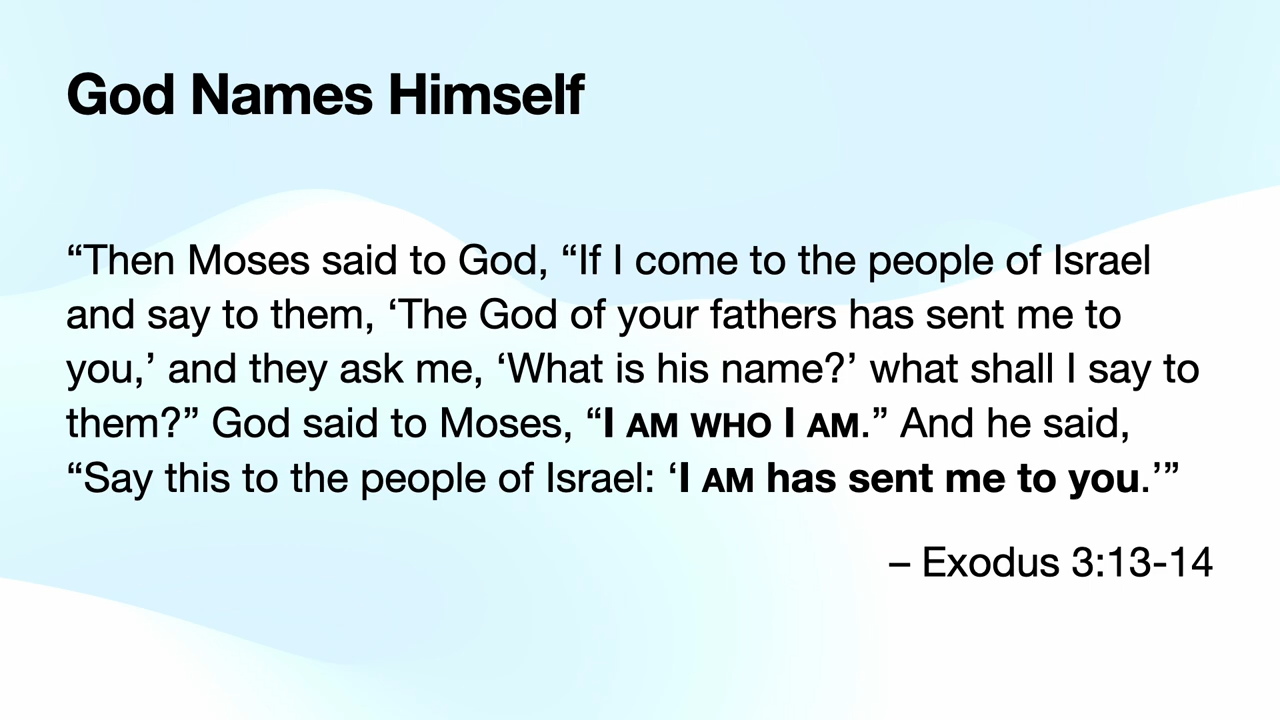 God Names Himself
“Then Moses said to God, “If I come to the people of Israel
and say to them, ‘The God of your fathers has sent me to
you,’ and they ask me, ‘What is his name?’ what shall I say to
them?” God said to Moses, “I AM WHO I AM.” And he said,
“Say this to the people of Israel: ‘I AM has sent me to you.’”
– Exodus 3:13-14